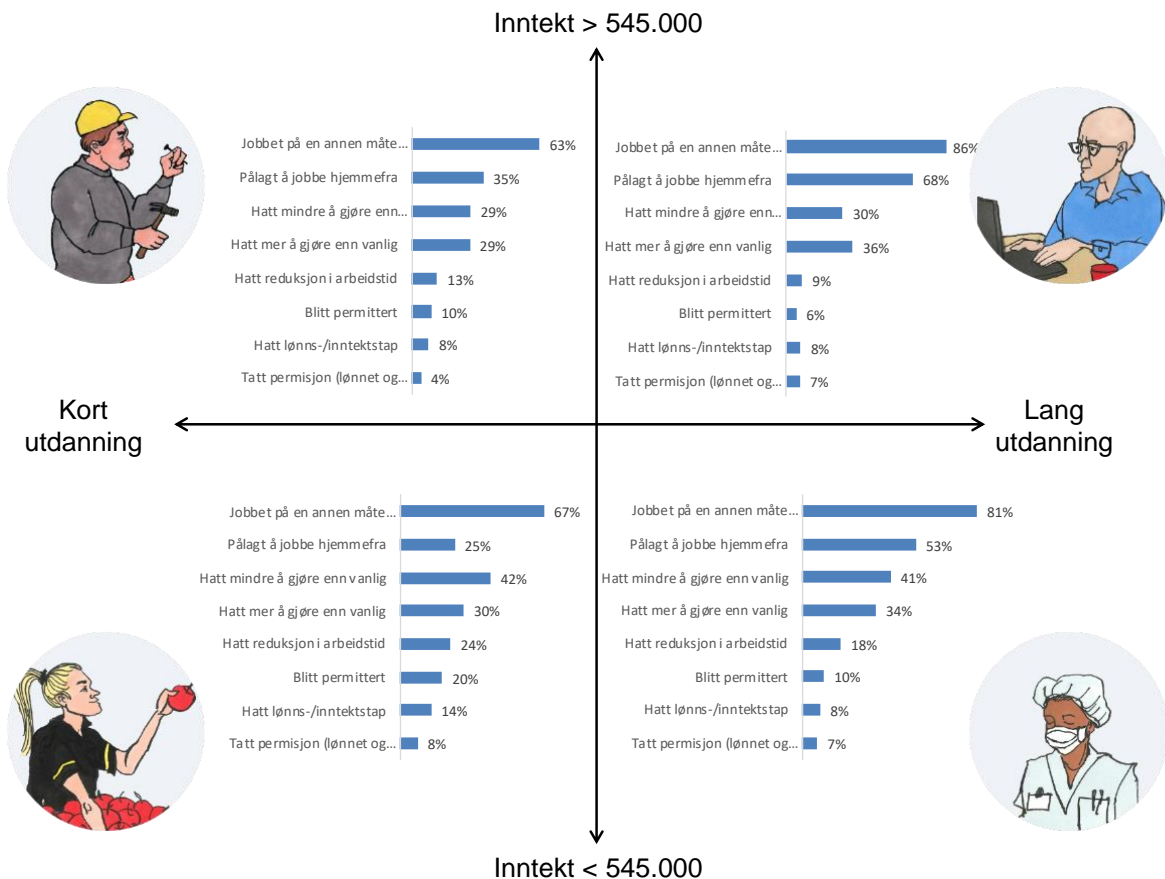 Inntekt > 545.000
Jobbet på en annen måte... 63%
Pålagt å jobbe hjemmefra 35%
Hatt mindre å gjøre enn... 29%
Hatt mer å gjøre enn vanlig 29%
Hatt reduksjon i arbeidstid 13%
Blitt permittert 10%
Hatt lønns-/inntektstap 8%
Tatt permisjon (lønnet og... 4%
Jobbet på en annen måte... 86%
Pålagt å jobbe hjemmefra 68%
Hatt mindre å gjøre enn... 30%
Hatt mer å gjøre enn vanlig 36%
Hatt reduksjon i arbeidstid 9%
Blitt permittert 6%
Hatt lønns-/inntektstap 8%
Tatt permisjon (lønnet og... 7%
Kort
utdanning
Lang
utdanning
Jobbet på en annen måte... 67%
Pålagt å jobbe hjemmefra 25%
Hatt mindre å gjøre enn vanlig 42%
Hatt mer å gjøre enn vanlig 30%
Hatt reduksjon i arbeidstid 24%
Blitt permittert 20%
Hatt lønns-/inntektstap 14%
Tatt permisjon (lønnet og... 8%
Jobbet på en annen måte... 81%
Pålagt å jobbe hjemmefra 53%
Hatt mindre å gjøre enn vanlig 41%
Hatt mer å gjøre enn vanlig 34%
Hatt reduksjon i arbeidstid 18%
Blitt permittert 10%
Hatt lønns-/inntektstap 8%
Tatt permisjon (lønnet og... 7%
Inntekt < 545.000